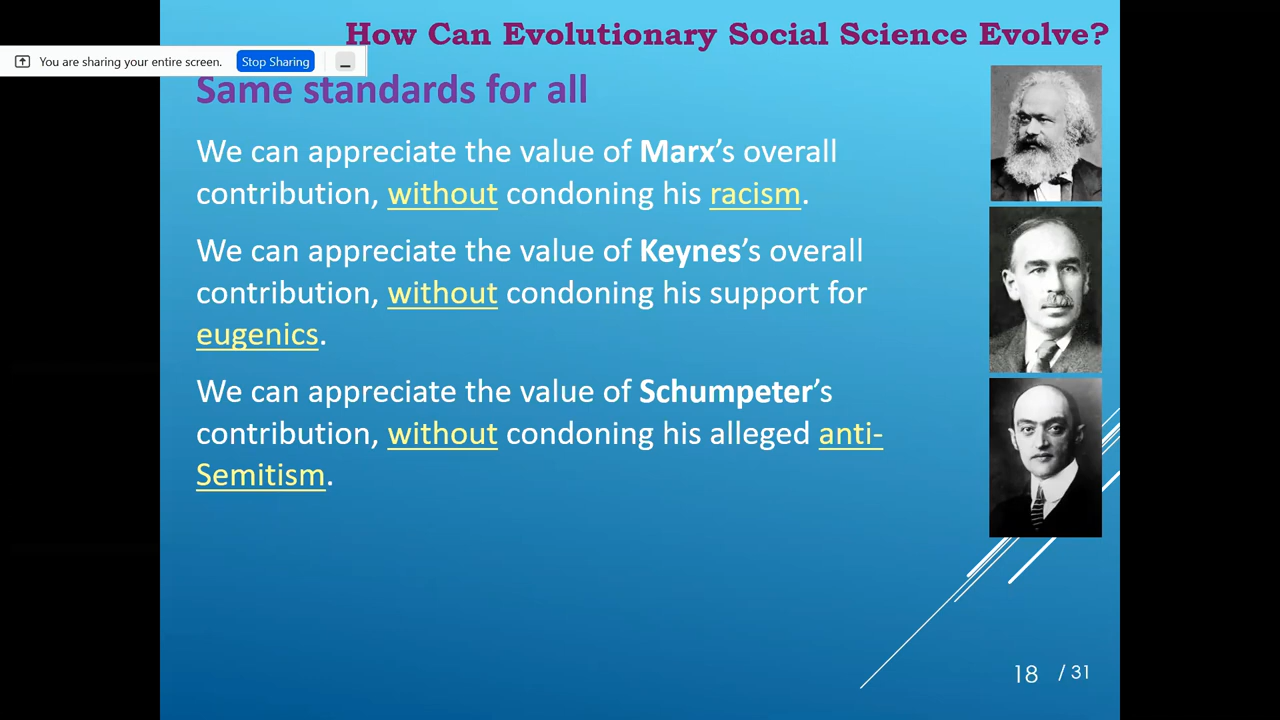 How Can Evolutionary Social Science Evolve?
You are sharing your entire screen. Stop Sharing
Same standards for all
We can appreciate the value of Marx's overall
contribution, without condoning his racism.
We can appreciate the value of Keynes's overall
contribution, without condoning his support for
eugenics.
We can appreciate the value of Schumpeter's
contribution, without condoning his alleged anti-
Semitism.
18 / 31